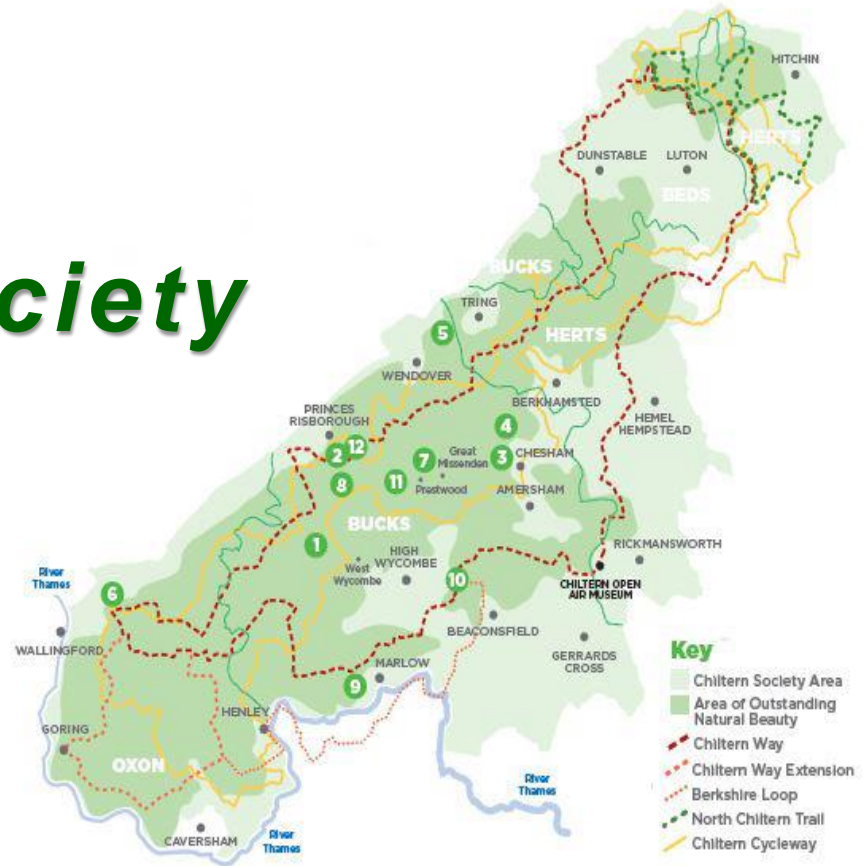 ciety
HITCHIN
HERTS
DUNSTABLE
LUTON
BEDS
BUCKS
TRING
5
HERTS
WENDOVER
BERKHAMSTED
PRINCES
RISBOROUGH
HEMEL
HEMPSTEAD
4
12
2
7
Great
Missenden
3
CHESHAM
8
11
Prestwood
AMERSHAM
BUCKS
1
West
Wycombe
HIGH
WYCOMBE
RICKMANSWORTH
River
Thames
6
10
CHILTERN OPEN
AIR MUSEUM
WALLINGFORD
BEACONSFIELD
GERRARDS
CROSS
MARLOW
9
HENLEY
GORING
OXON
River
Thames
CAVERSHAM
River
Thames
Key
Chiltern Society Area
Area of Outstanding
Natural Beauty
Chiltern Way
Chiltern Way Extension
Berkshire Loop
North Chiltern Trail
Chiltern Cycleway